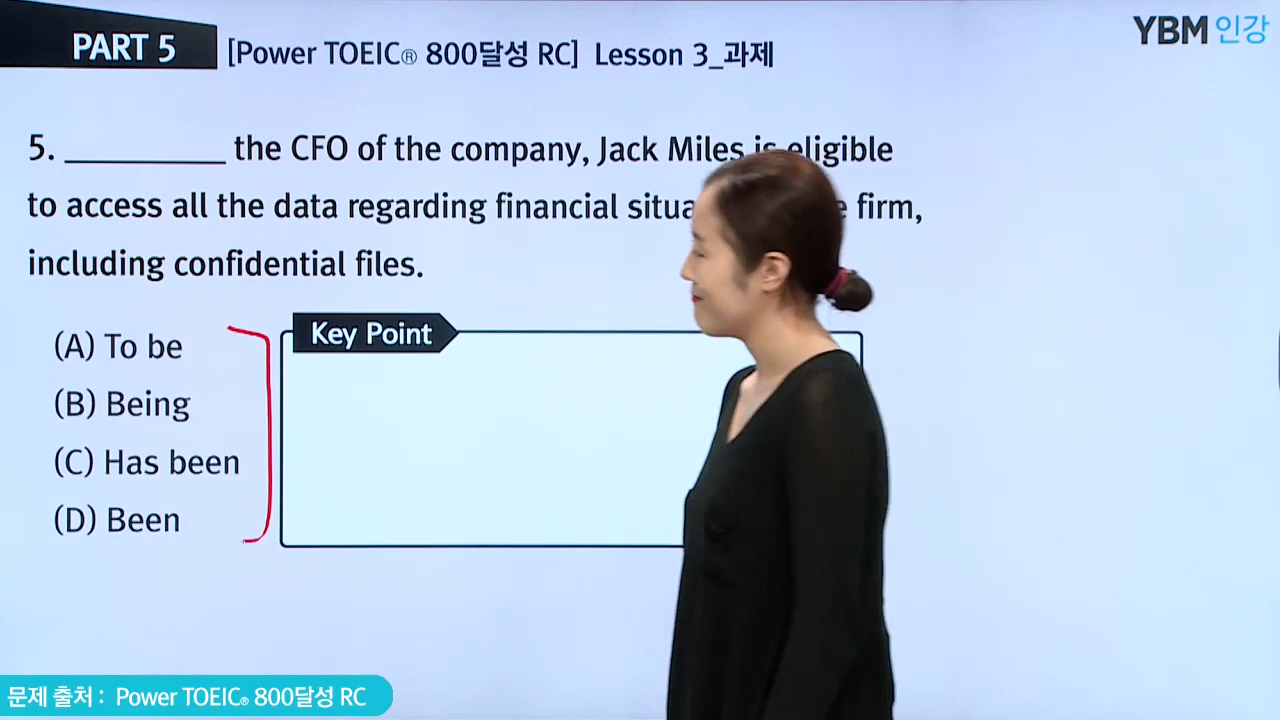 PART 5
[Power TOEIC® 800달성 RC] Lesson 3_과제
YBM 인강
5. __________ the CFO of the company, Jack Miles is eligible
to access all the data regarding financial firm,
including confidential files.
(A) To be
(B) Being
(C) Has been
(D) Been
Key Point
문제 출처 : Power TOEIC® 800달성 RC